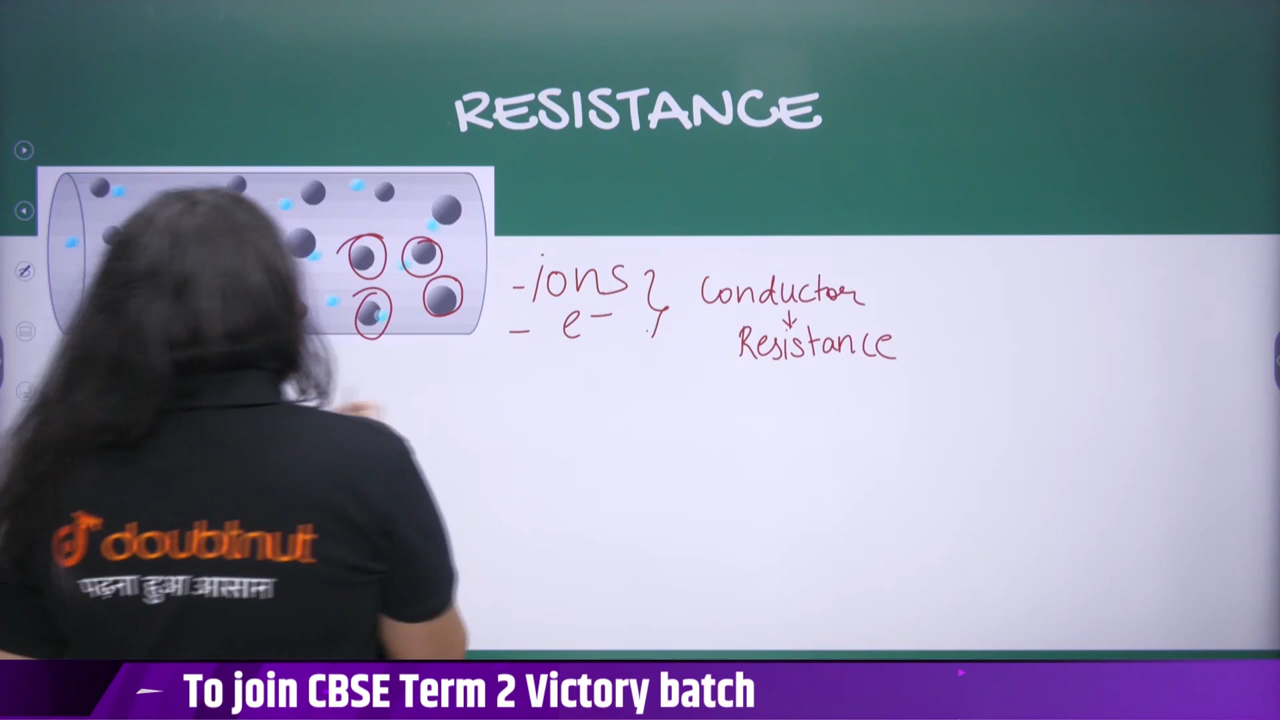 RESISTANCE
- ions } Conductor
- e⁻
↓
Resistance
doubtnut
पढ़ना हुआ आसान
To join CBSE Term 2 Victory batch